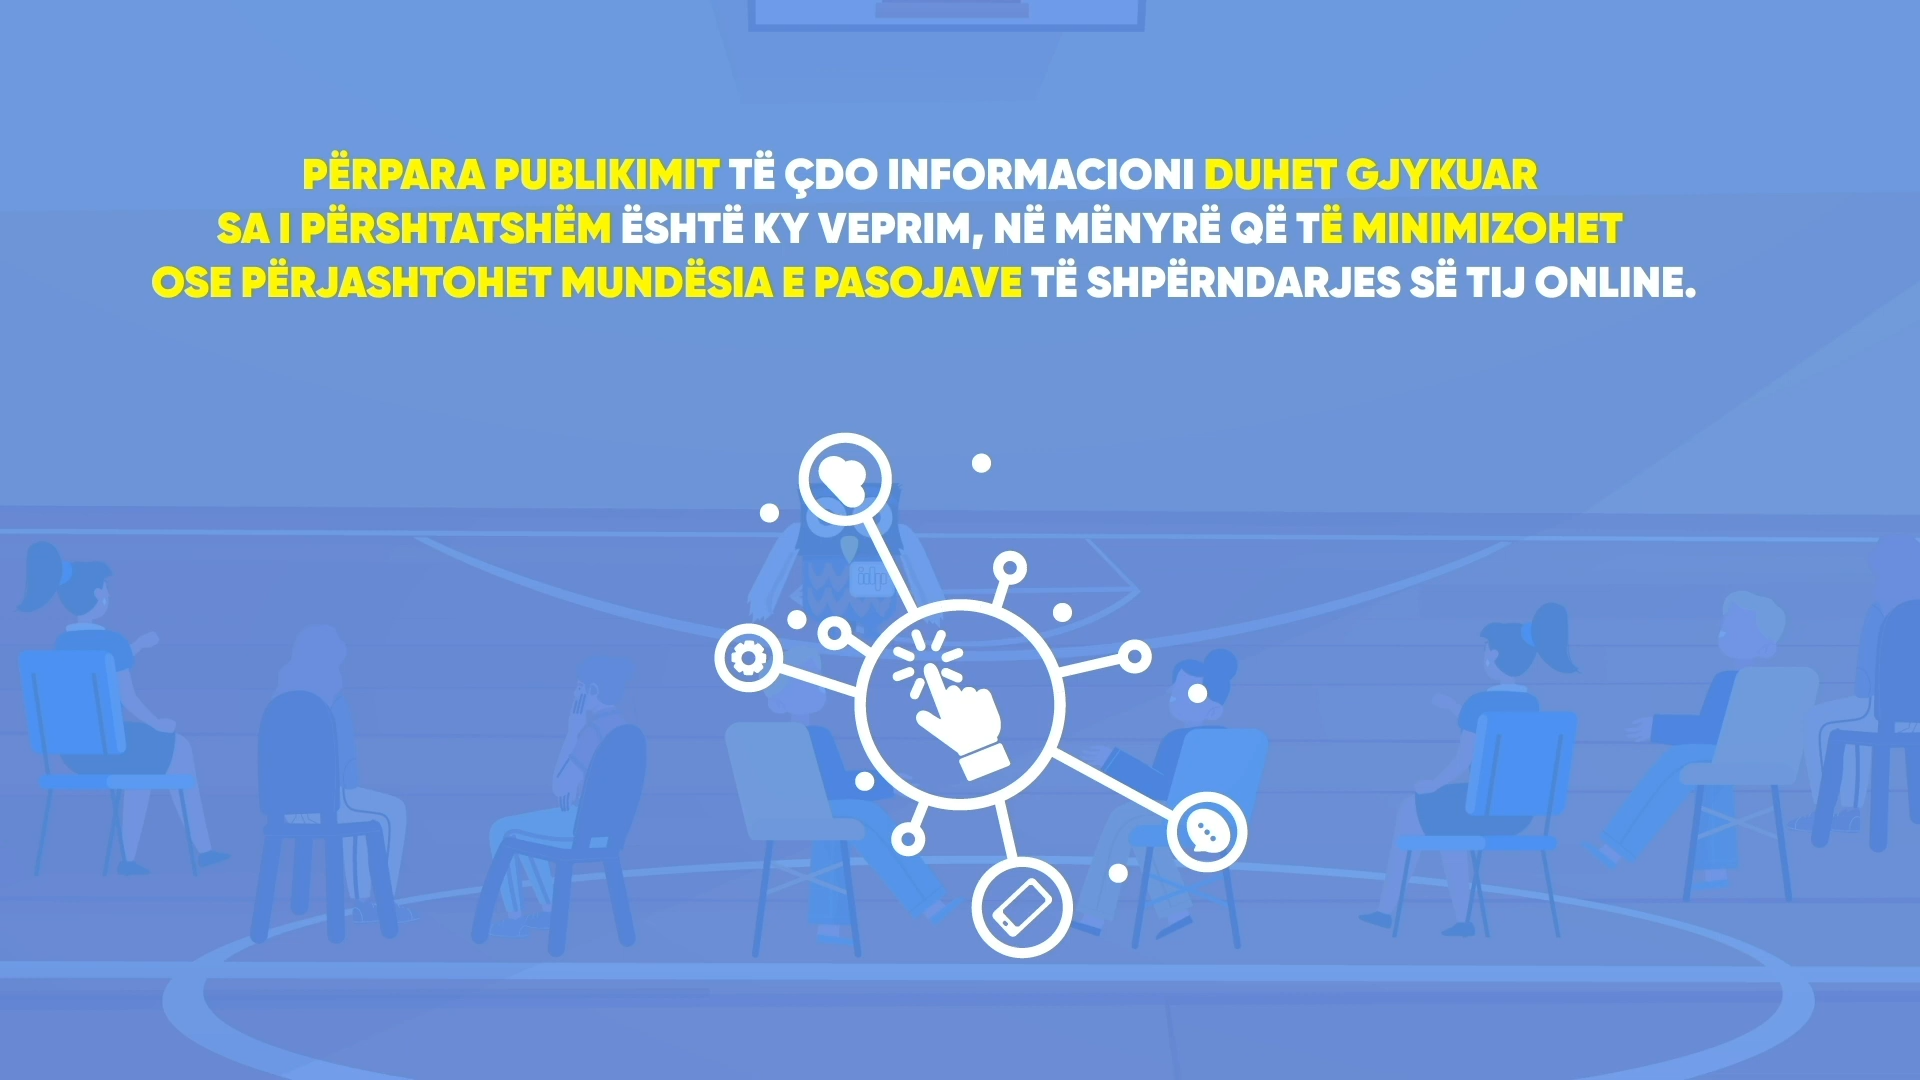 PËRPARA PUBLIKIMIT TË ÇDO INFORMACIONI DUHET GJYKUAR
SA I PËRSHTATSHËM ËSHTË KY VEPRIM, NË MËNYRË QË TË MINIMIZOHET
OSE PËRJASHTOHET MUNDËSIA E PASOJAVE TË SHPËRNDARJES SË TIJ ONLINE.